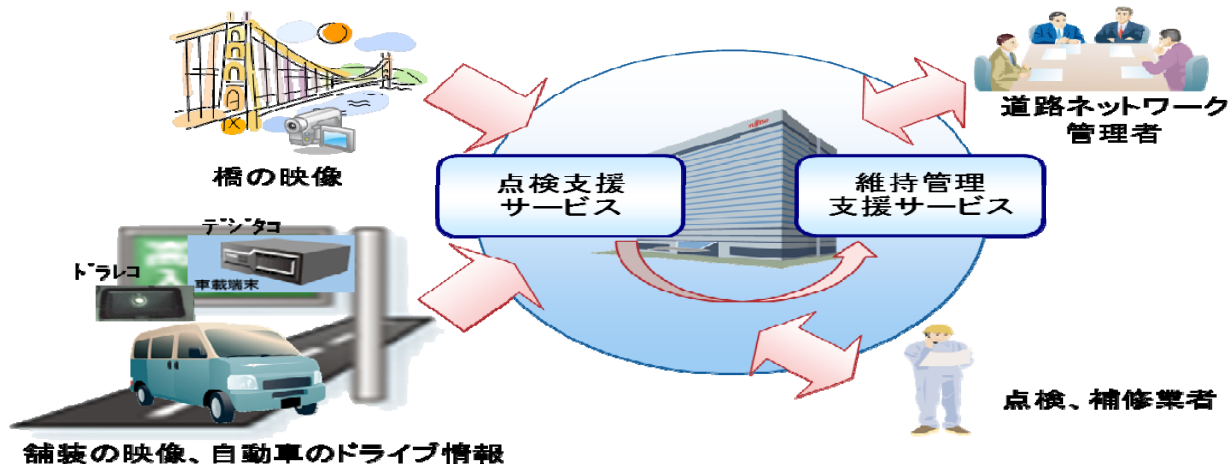 橋の映像
点検支援
サービス
維持管理
支援サービス
道路ネットワーク
管理者
デジタコ
ドラレコ
車載端末
点検、補修業者
舗装の映像、自動車のドライブ情報
FUJITSU